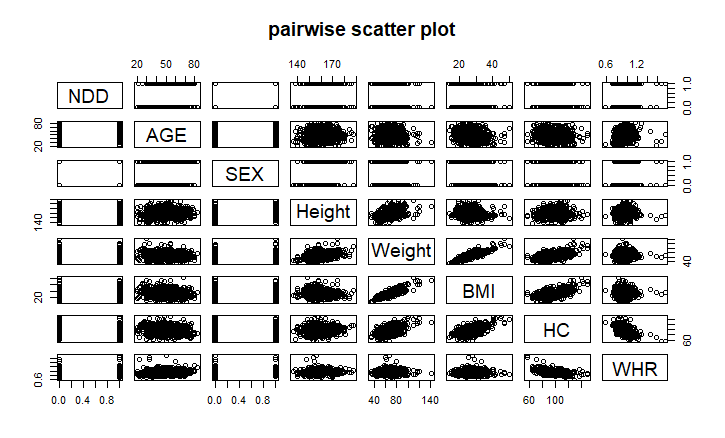 pairwise scatter plot
20 50 80 140 170 20 40 0.6 1.2
NDD 0.0 1.0
20 80 AGE
SEX 0.0 1.0
140 Height
Weight 40
20 BMI
HC 60
0.6 WHR
0.0 0.4 0.8 0.0 0.4 0.8 40 80 140 60 100